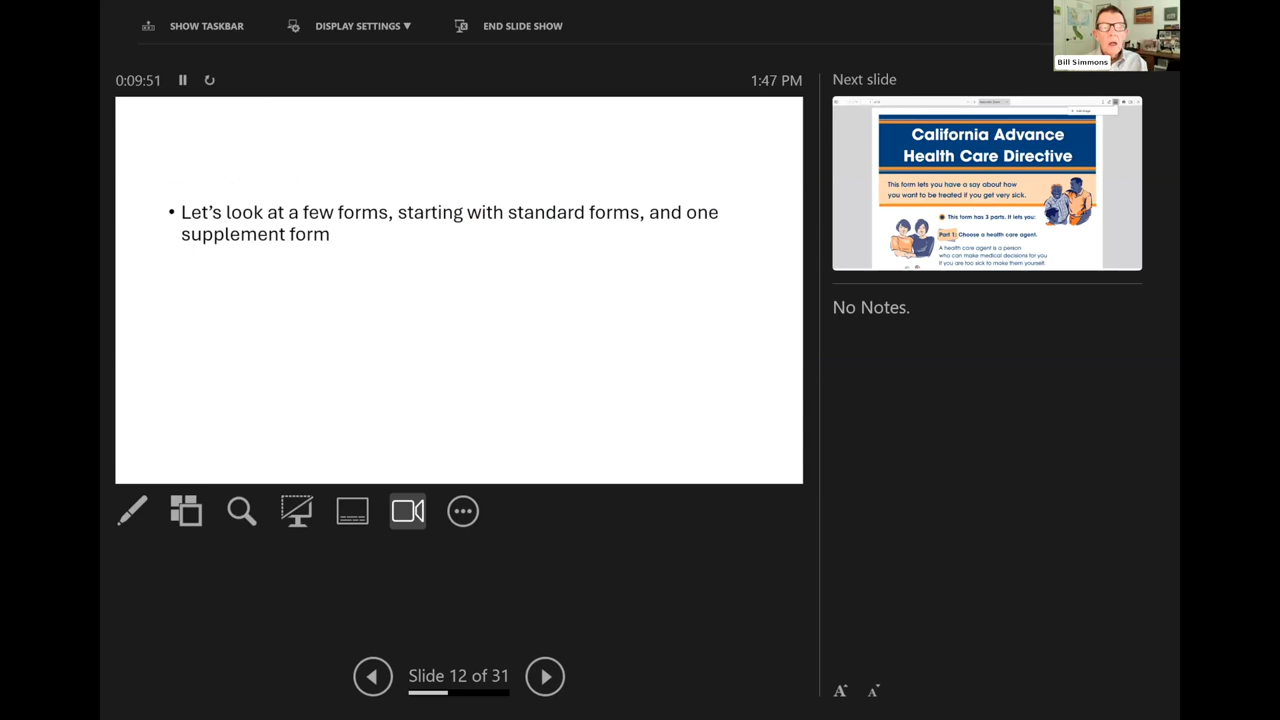 SHOW TASKBAR
DISPLAY SETTINGS ▼
END SLIDE SHOW
Bill Simmons
0:09:51
1:47 PM
• Let’s look at a few forms, starting with standard forms, and one
supplement form
Next slide
California Advance
Health Care Directive
This form lets you have a say about how
you want to be treated if you get very sick.
This form has 3 parts. It lets you:
Part 1: Choose a health care agent.
A health care agent is a person
who can make medical decisions for you
if you are too sick to make them yourself.
No Notes.
Slide 12 of 31
A A